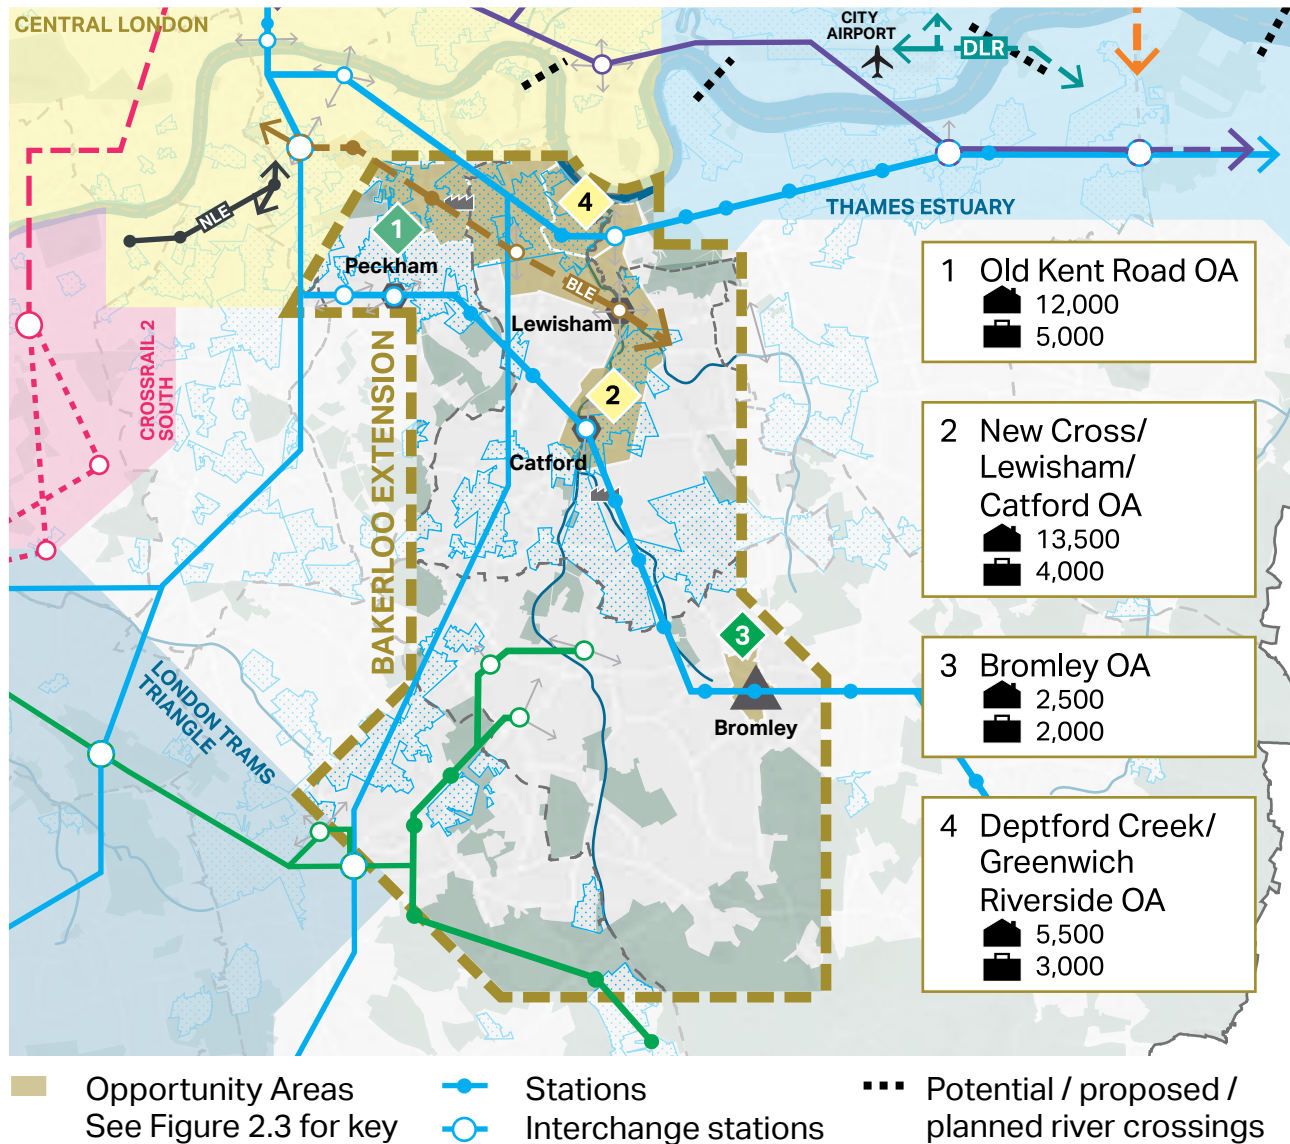 CENTRAL LONDON
CITY
AIRPORT
DLR
NLE
THAMES ESTUARY
4
1
Peckham
BLE
Lewisham
CROSSRAIL 2
SOUTH
BAKERLOO EXTENSION
2
Catford
3
Bromley
LONDON TRAMS
TRIANGLE
1 Old Kent Road OA
12,000
5,000
2 New Cross/
Lewisham/
Catford OA
13,500
4,000
3 Bromley OA
2,500
2,000
4 Deptford Creek/
Greenwich
Riverside OA
5,500
3,000
Opportunity Areas
See Figure 2.3 for key
Stations
Interchange stations
Potential / proposed /
planned river crossings